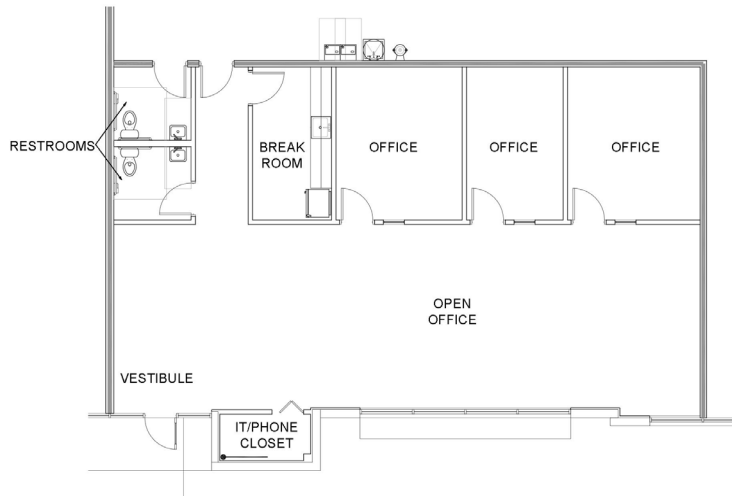 RESTROOMS
BREAK
ROOM
OFFICE
OFFICE
OFFICE
OPEN
OFFICE
VESTIBULE
IT/PHONE
CLOSET